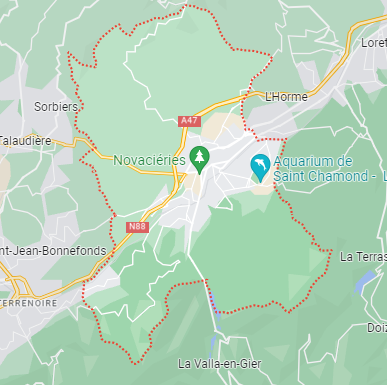 Loret
L'Horme
Sorbiers
A47
Talaudière
Novaciéries
Aquarium de
Saint Chamond - L
N88
nt-Jean-Bonnefonds
La Terras
TERRENOIRE
Doiz
La Valla-en-Gier